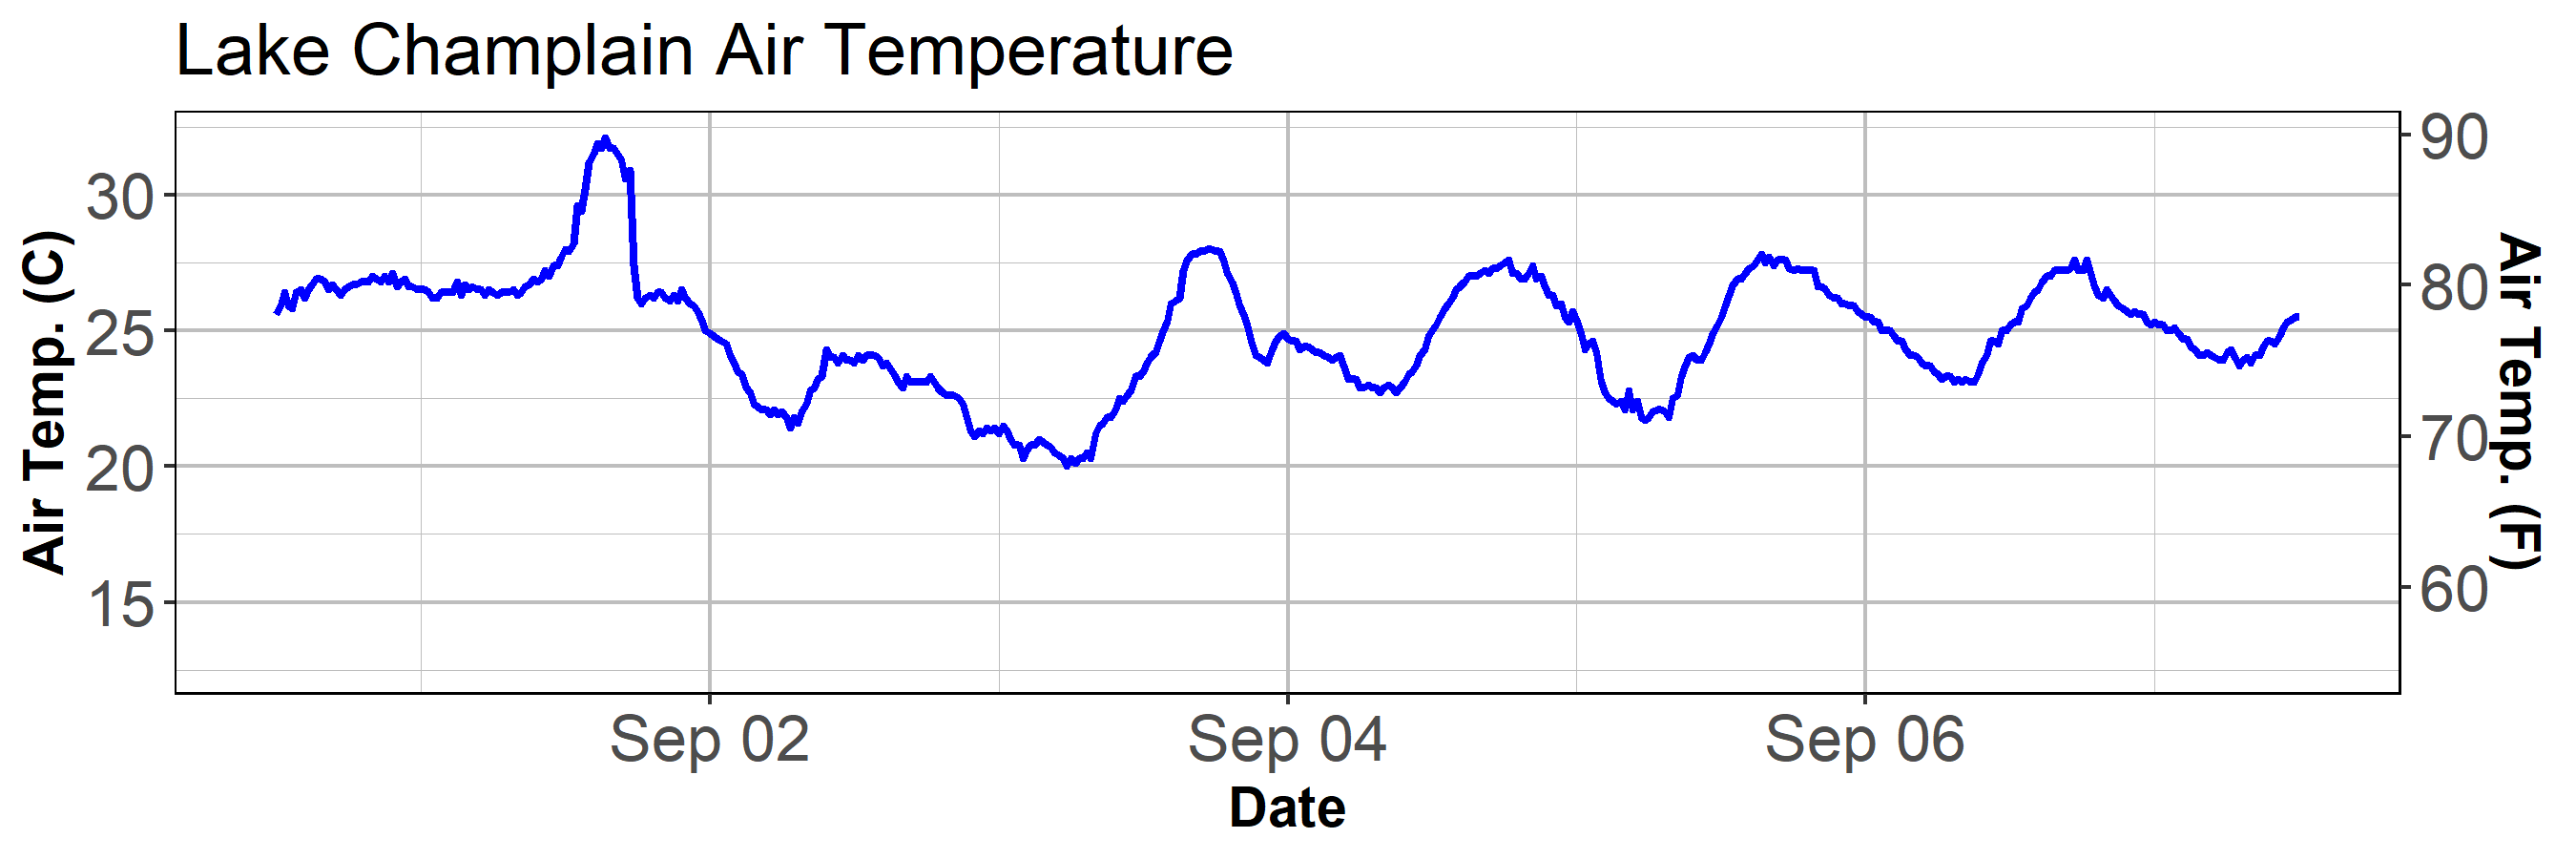 Lake Champlain Air Temperature
Air Temp. (C)
30
25
20
15
90
80
70
60
Air Temp. (F)
Sep 02
Sep 04
Sep 06
Date